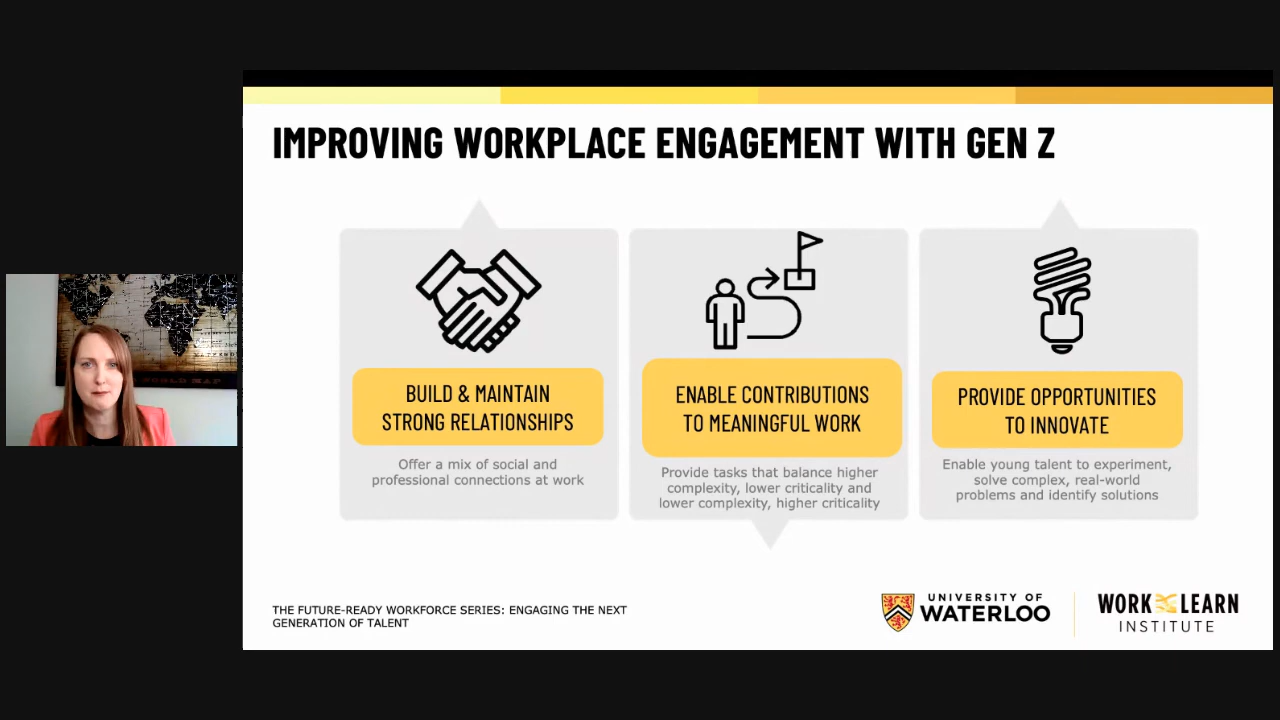 IMPROVING WORKPLACE ENGAGEMENT WITH GEN Z
BUILD & MAINTAIN
STRONG RELATIONSHIPS
Offer a mix of social and
professional connections at work
ENABLE CONTRIBUTIONS
TO MEANINGFUL WORK
Provide tasks that balance higher
complexity, lower criticality and
lower complexity, higher criticality
PROVIDE OPPORTUNITIES
TO INNOVATE
Enable young talent to experiment,
solve complex, real-world
problems and identify solutions
THE FUTURE-READY WORKFORCE SERIES: ENGAGING THE NEXT
GENERATION OF TALENT
UNIVERSITY OF
WATERLOO
WORK LEARN
INSTITUTE
WORLD MAP